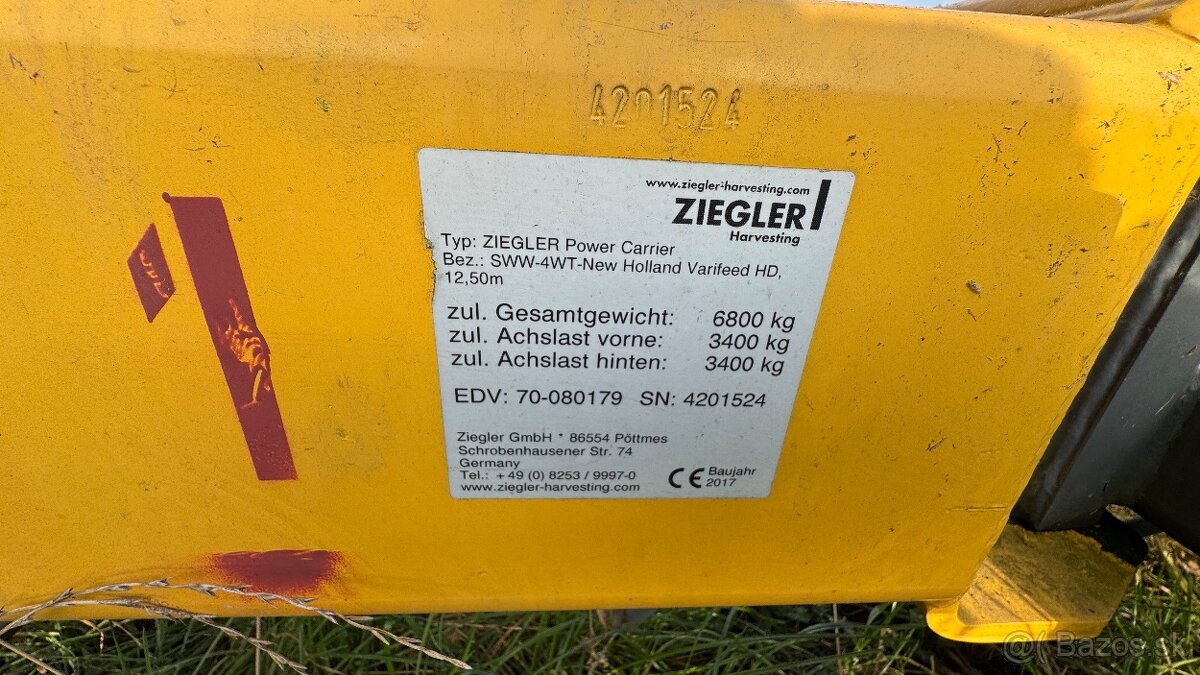 4201524
www.ziegler-harvesting.com
ZIEGLER
Harvesting
Typ: ZIEGLER Power Carrier
Bez.: SWW-4WT-New Holland Varifeed HD,
12,50m
zul. Gesamtgewicht: 6800 kg
zul. Achslast vorne: 3400 kg
zul. Achslast hinten: 3400 kg
EDV: 70-080179 SN: 4201524
Ziegler GmbH * 86554 Pöttmes
Schrobenhausener Str. 74
Germany
Tel.: +49 (0) 8253 / 9997-0
www.ziegler-harvesting.com
CE Baujahr
2017
Bazos.sk